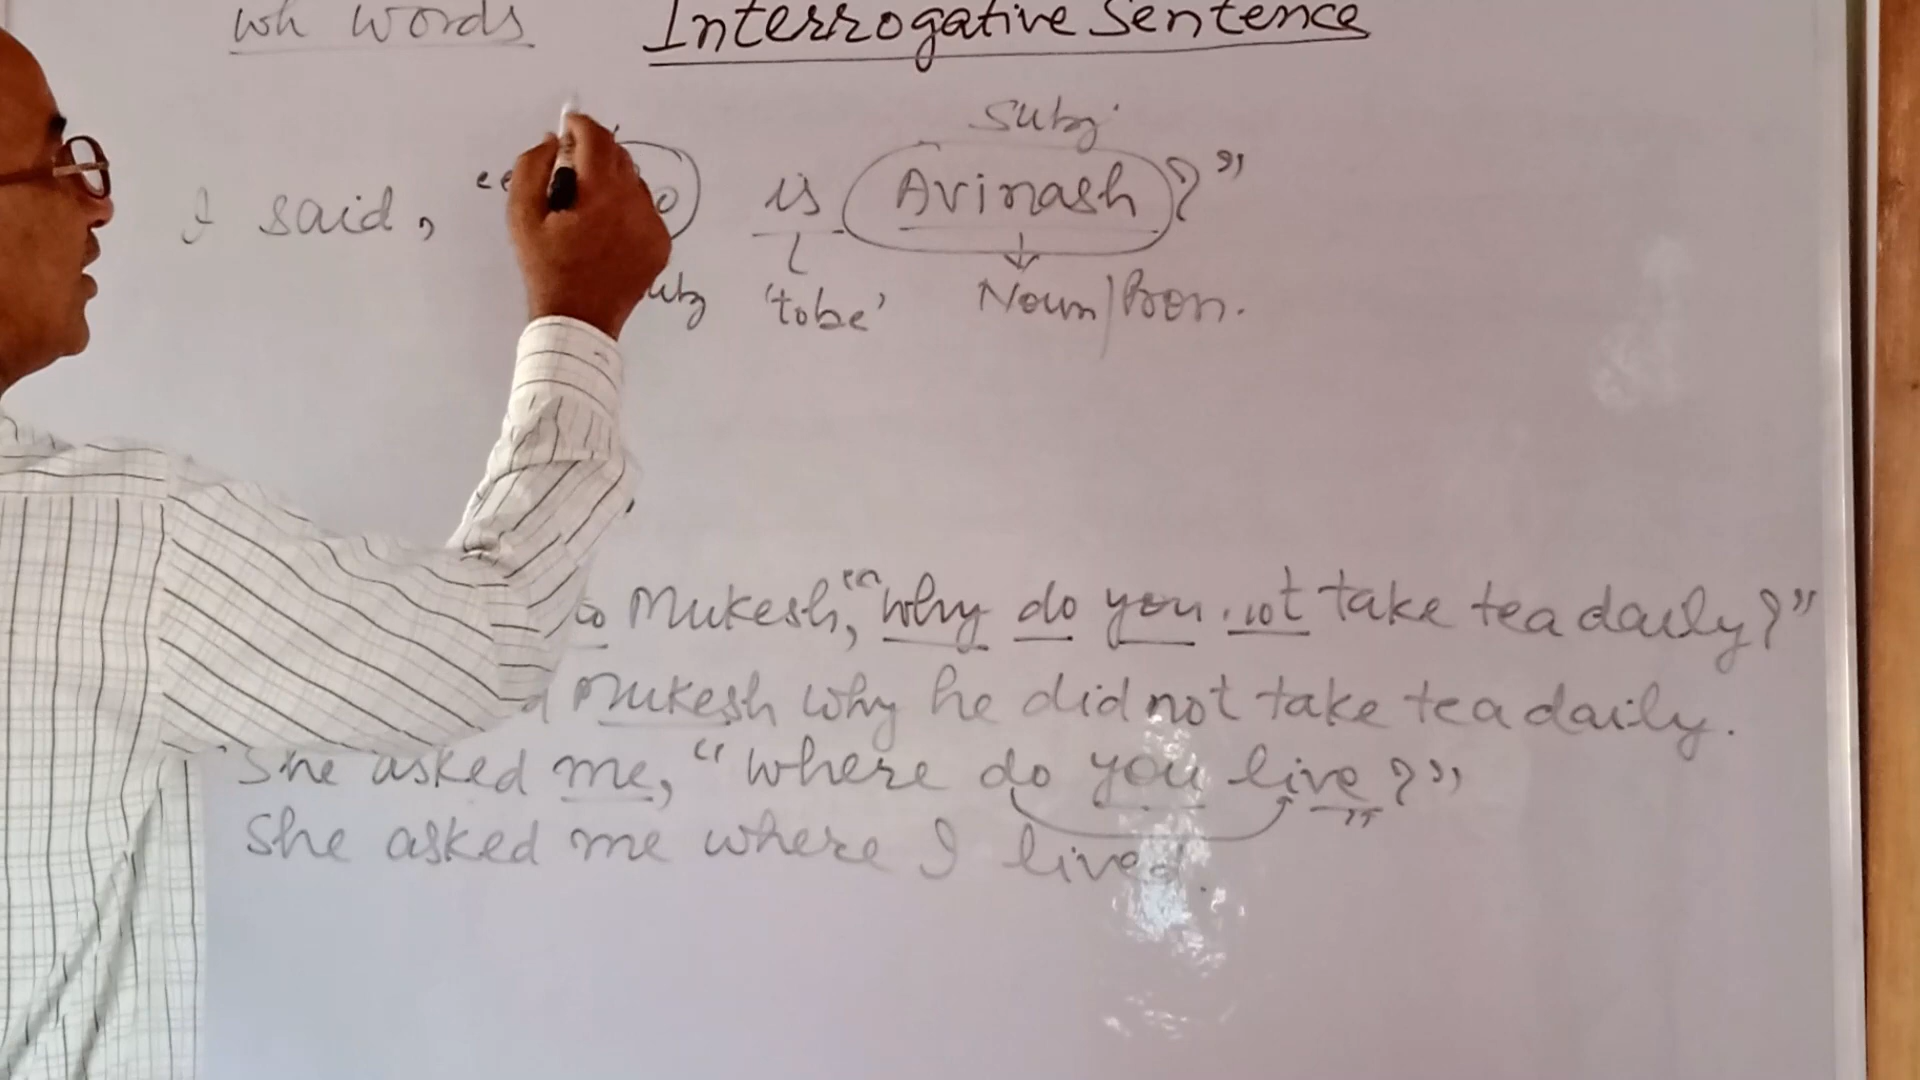 wh words Interrogative Sentence
Subj
I said, " is Avinash?"
'tobe' Noun/Pron.
Mukesh, "why do you not take tea daily?"
Mukesh why he did not take tea daily.
She asked me, "where do you live?"
She asked me where I lived.